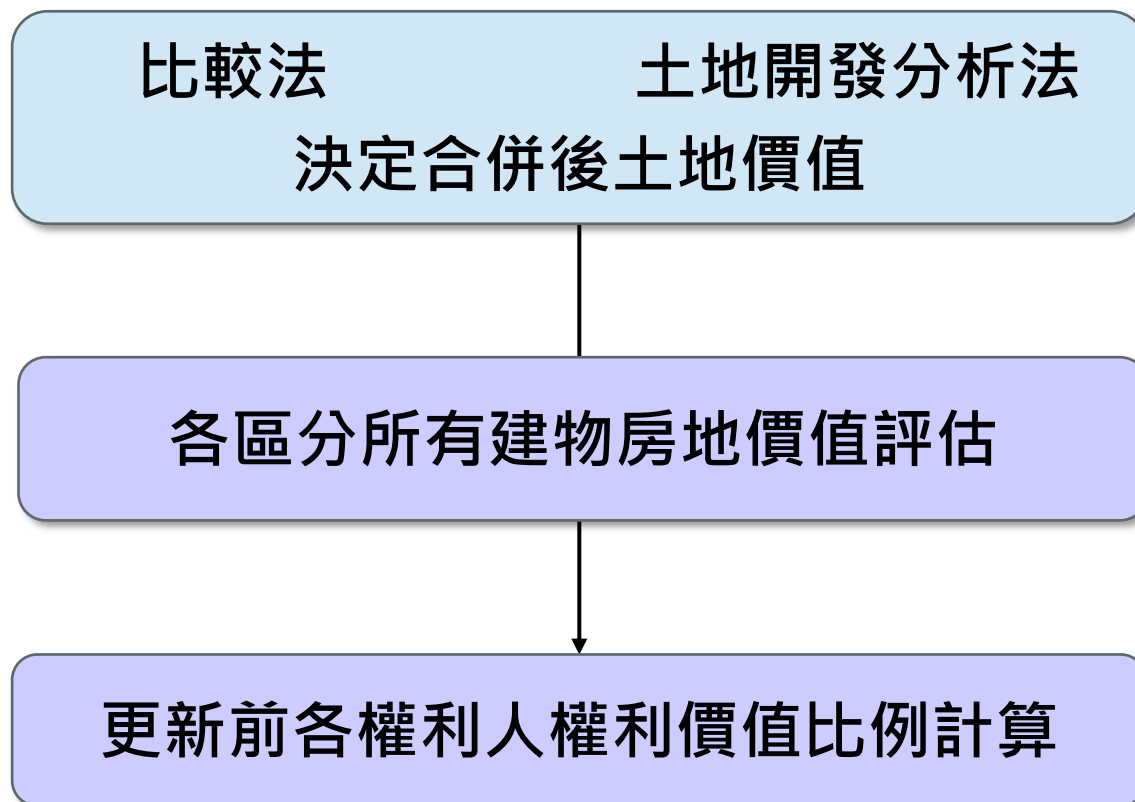 比較法 土地開發分析法
決定合併後土地價值
各區分所有建物房地價值評估
更新前各權利人權利價值比例計算